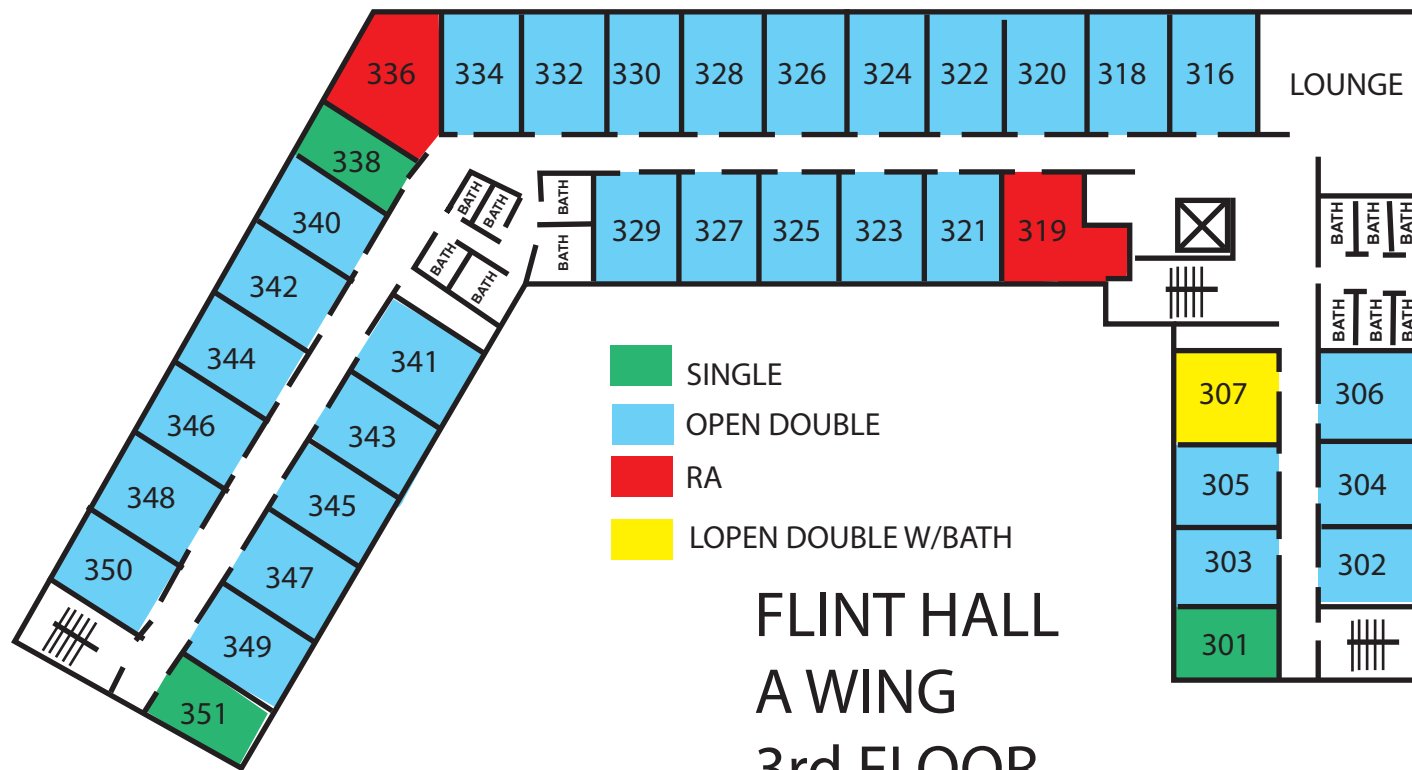 336 334 332 330 328 326 324 322 320 318 316 LOUNGE
338
340
342
344
346
348
350
BATH BATH
BATH BATH
BATH
BATH
329 327 325 323 321 319
BATH BATH BATH
BATH BATH BATH
341
343
345
347
349
351
SINGLE
OPEN DOUBLE
RA
LOPEN DOUBLE W/BATH
307 306
305 304
303 302
301
FLINT HALL
A WING
3rd FLOOR